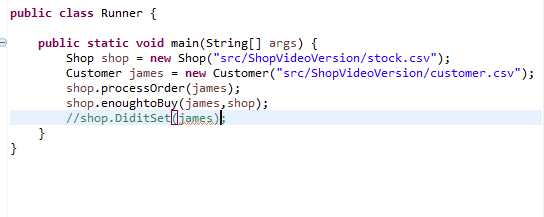 public class Runner {
public static void main(String[] args) {
Shop shop = new Shop("src/ShopVideoVersion/stock.csv");
Customer james = new Customer("src/ShopVideoVersion/customer.csv");
shop.processOrder(james);
shop.enoughtoBuy(james,shop);
//shop.DiditSet(james);
}
}